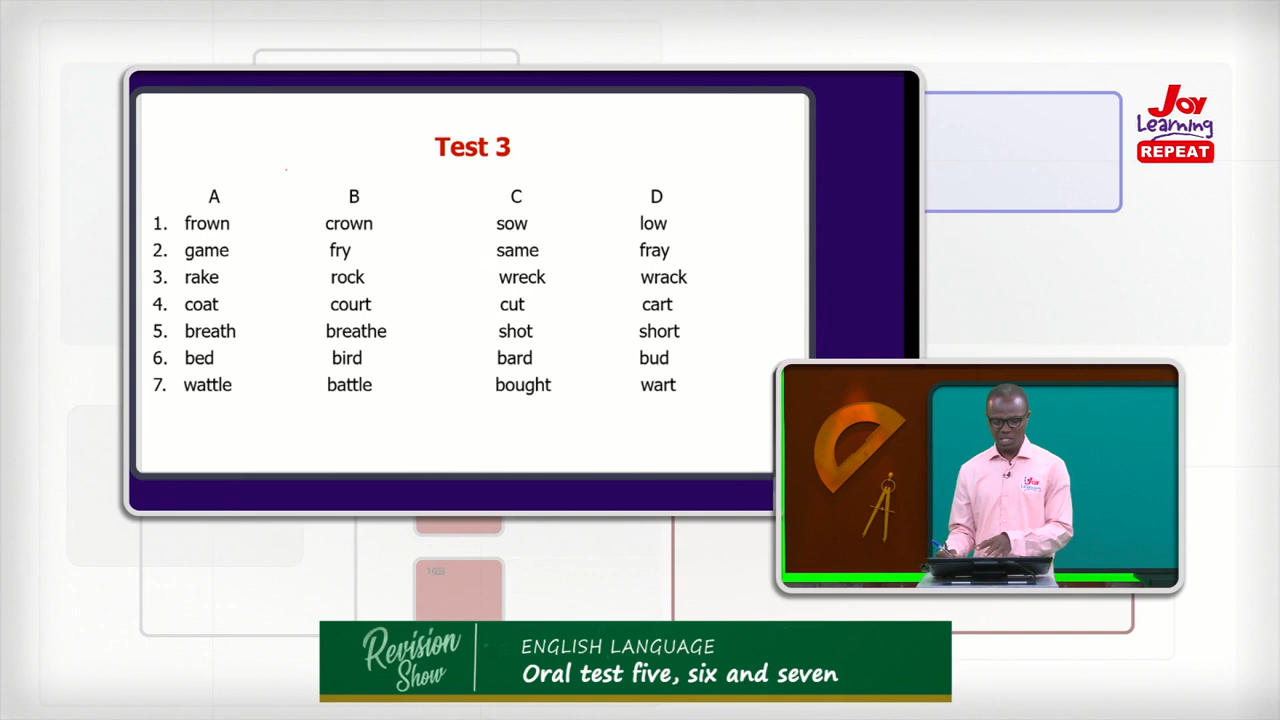 Test 3
A B C D
1. frown crown sow low
2. game fry same fray
3. rake rock wreck wrack
4. coat court cut cart
5. breath breathe shot short
6. bed bird bard bud
7. wattle battle bought wart
JOY
Learning
REPEAT
Revision
Show
ENGLISH LANGUAGE
Oral test five, six and seven